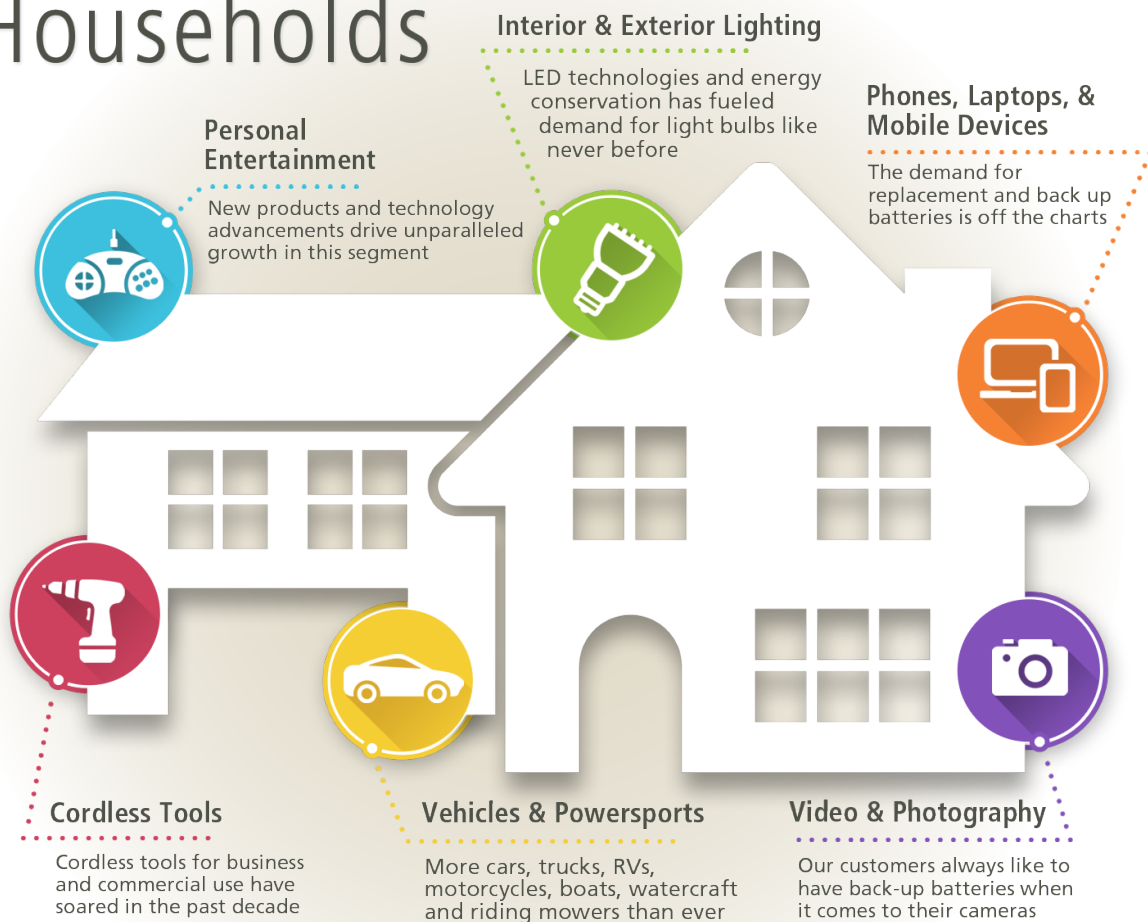 Households
Interior & Exterior Lighting
LED technologies and energy
conservation has fueled
demand for light bulbs like
never before
Phones, Laptops, &
Mobile Devices
The demand for
replacement and back up
batteries is off the charts
Personal
Entertainment
New products and technology
advancements drive unparalleled
growth in this segment
Cordless Tools
Cordless tools for business
and commercial use have
soared in the past decade
Vehicles & Powersports
More cars, trucks, RVs,
motorcycles, boats, watercraft
and riding mowers than ever
Video & Photography
Our customers always like to
have back-up batteries when
it comes to their cameras